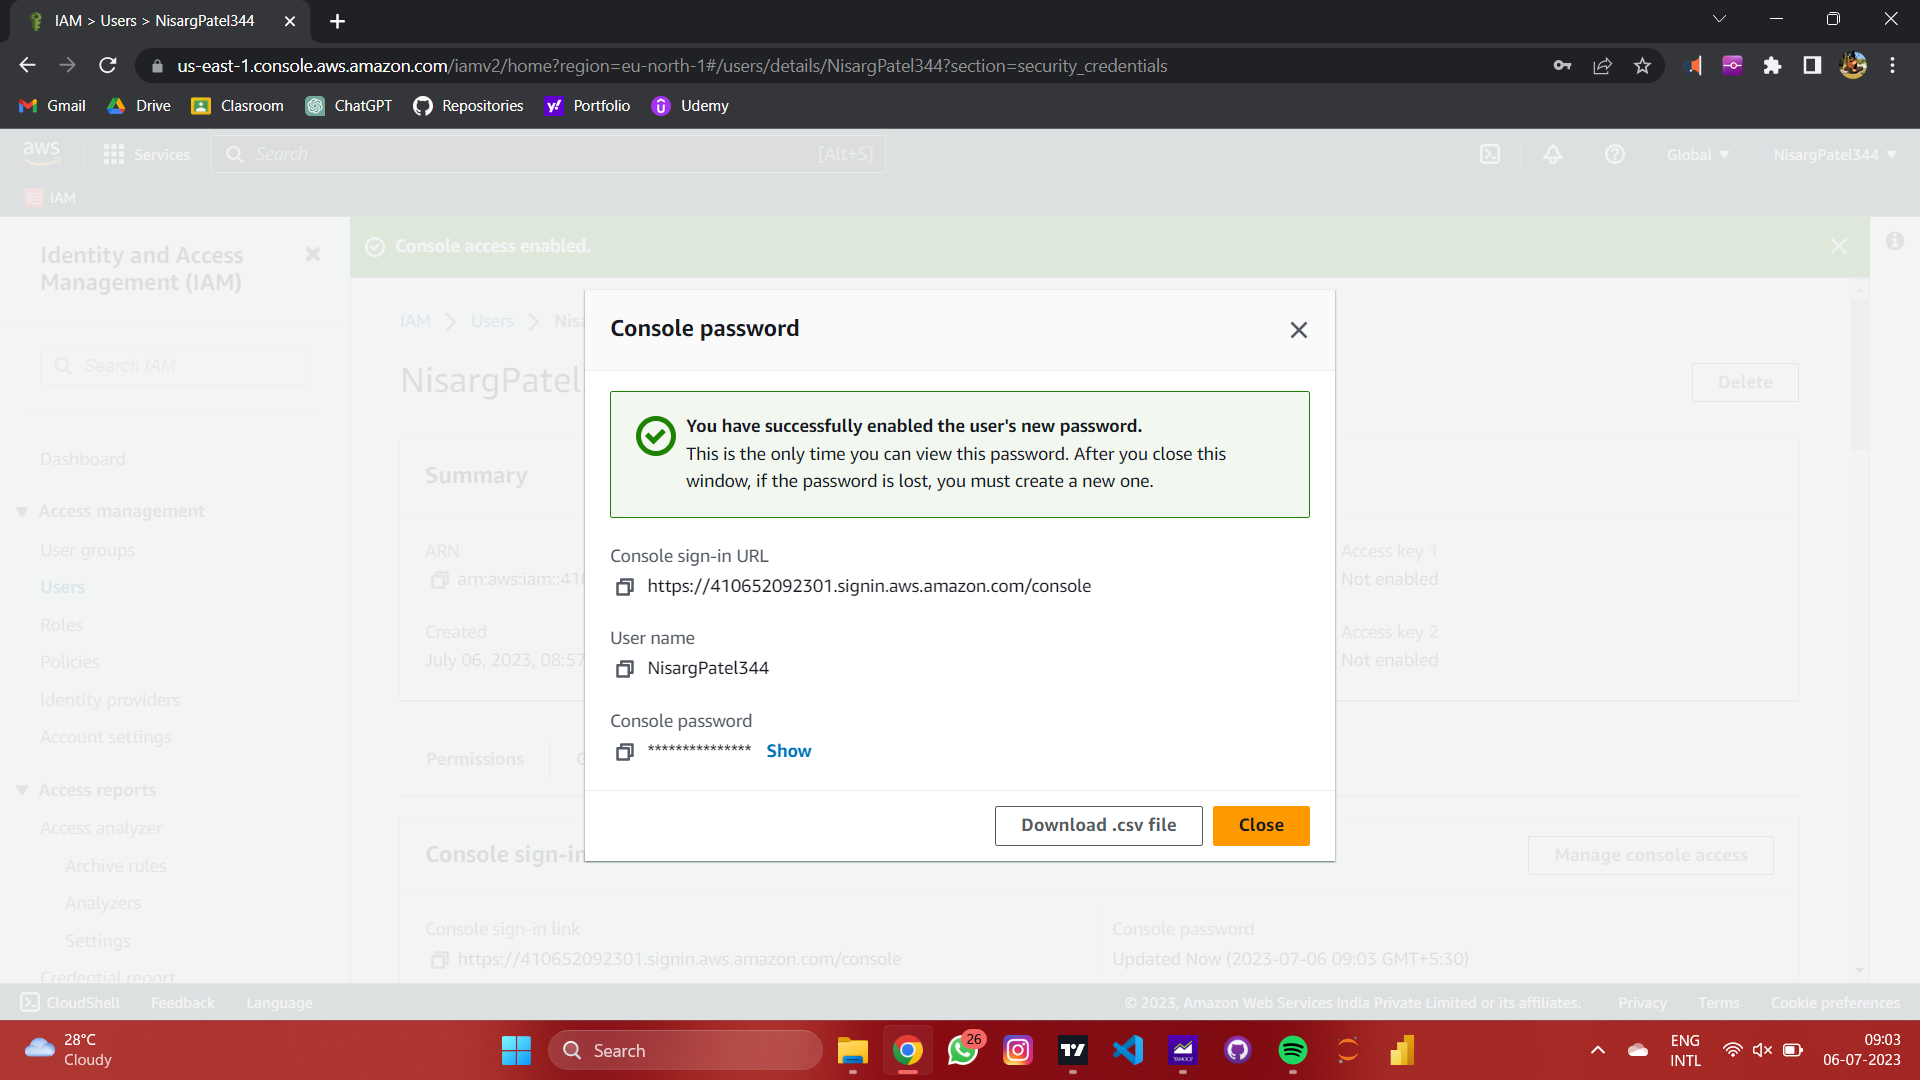 IAM > Users > NisargPatel344
us-east-1.console.aws.amazon.com/iamv2/home?region=eu-north-1#/users/details/NisargPatel344?section=security_credentials
Gmail Drive Clasroom ChatGPT Repositories Portfolio Udemy
aws Services Search [Alt+S] Global NisargPatel344
IAM
Identity and Access
Management (IAM)
Search IAM
Dashboard
Access management
User groups
Users
Roles
Policies
Identity providers
Account settings
Access reports
Access analyzer
Archive rules
Analyzers
Settings
Credential report
Console access enabled.
IAM Users Nisa
NisargPatel
Delete
Summary
ARN
arn:aws:iam::410
Created
July 06, 2023, 08:57
Access key 1
Not enabled
Access key 2
Not enabled
Permissions
Console sign-in
Manage console access
Console sign-in link
https://410652092301.signin.aws.amazon.com/console
Console password
Updated Now (2023-07-06 09:03 GMT+5:30)
Console password
You have successfully enabled the user's new password.
This is the only time you can view this password. After you close this
window, if the password is lost, you must create a new one.
Console sign-in URL
https://410652092301.signin.aws.amazon.com/console
User name
NisargPatel344
Console password
*************** Show
Download .csv file Close
CloudShell Feedback Language © 2023, Amazon Web Services India Private Limited or its affiliates. Privacy Terms Cookie preferences
28°C
Cloudy
Search
26
ENG
INTL
09:03
06-07-2023